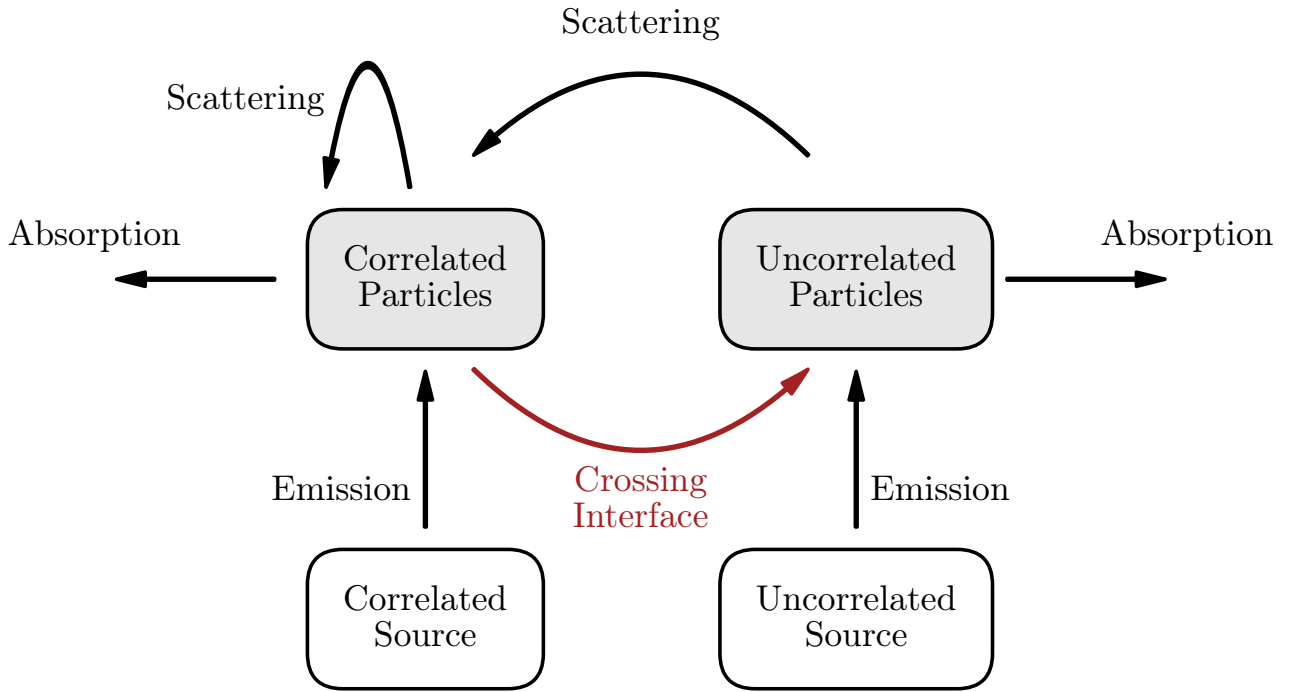 Scattering
Scattering
Absorption
Correlated
Particles
Uncorrelated
Particles
Absorption
Emission
Crossing
Interface
Emission
Correlated
Source
Uncorrelated
Source